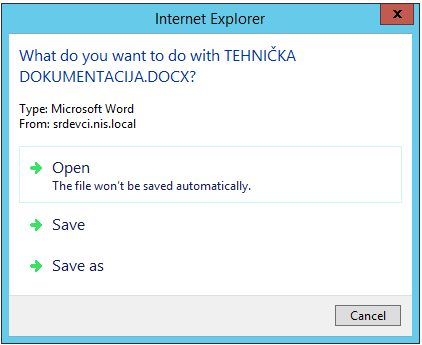 Internet Explorer
x
What do you want to do with TEHNIČKA
DOKUMENTACIJA.DOCX?
Type: Microsoft Word
From: srdevci.nis.local
Open
The file won't be saved automatically.
Save
Save as
Cancel